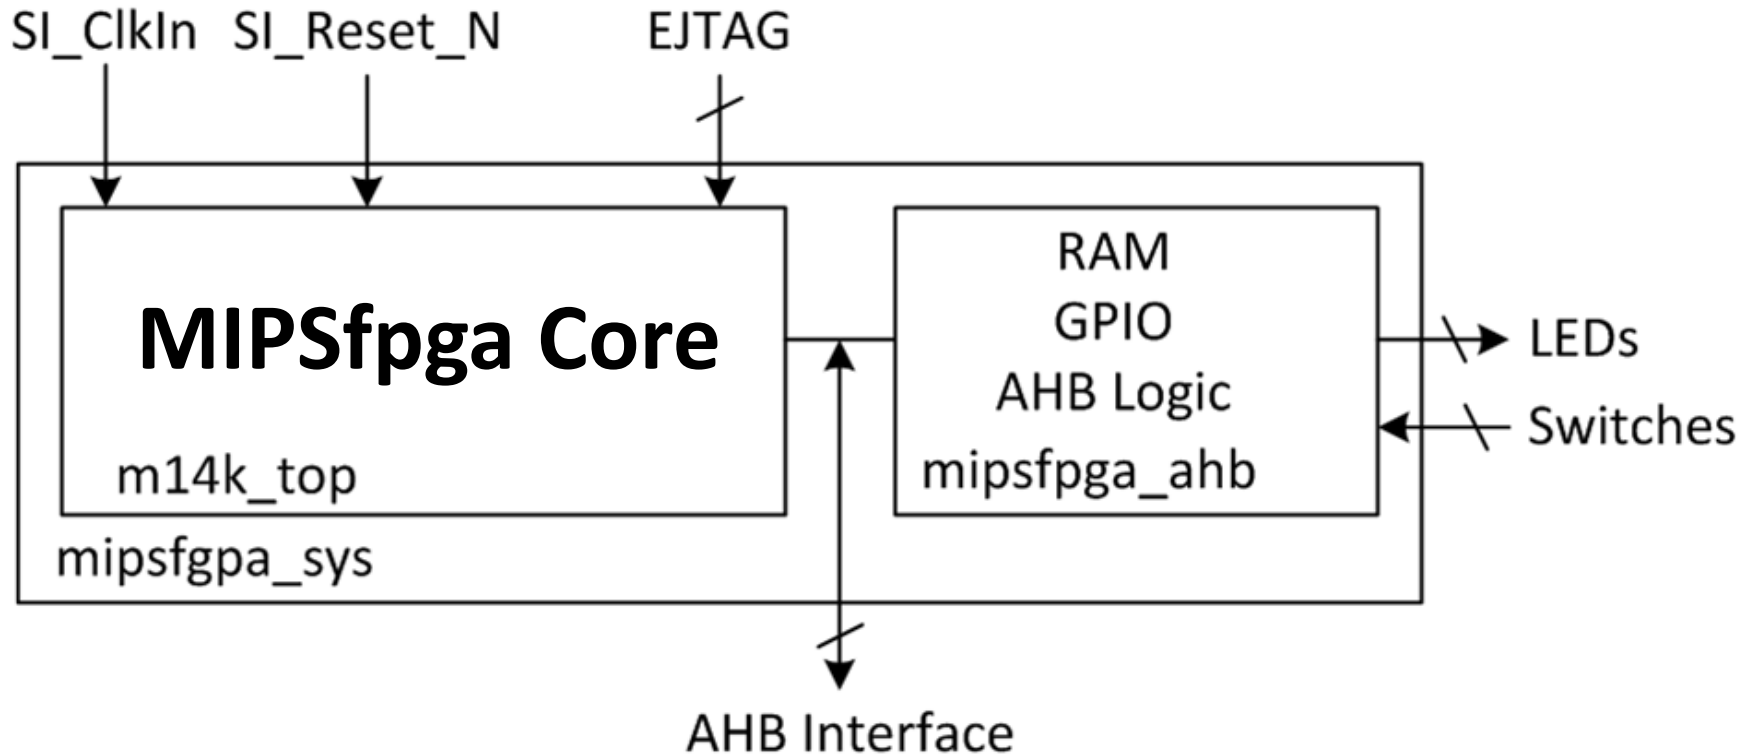 SI_ClkIn
SI_Reset_N
EJTAG
MIPSfpga Core
m14k_top
RAM
GPIO
AHB Logic
mipsfpga_ahb
LEDs
Switches
mipsfgpa_sys
AHB Interface